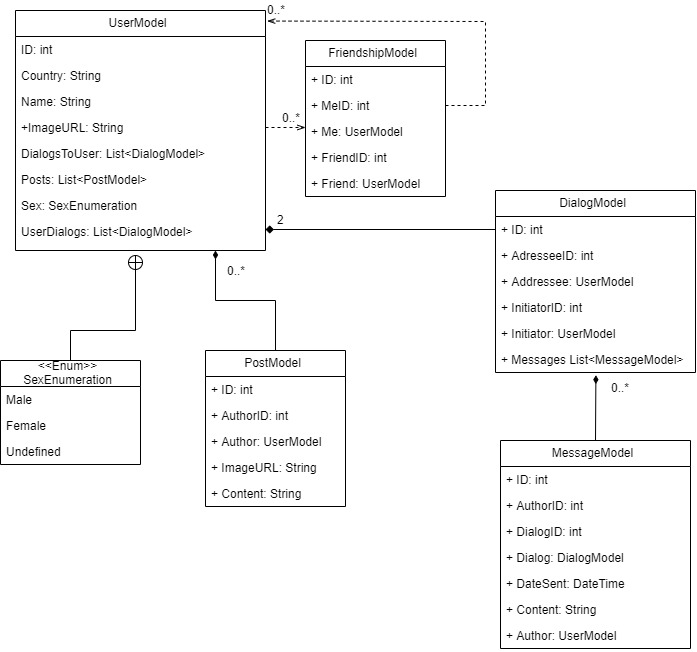 UserModel
ID: int
Country: String
Name: String
+ImageURL: String
DialogsToUser: List<DialogModel>
Posts: List<PostModel>
Sex: SexEnumeration
UserDialogs: List<DialogModel>
0..*
FriendshipModel
+ ID: int
+ MeID: int
+ Me: UserModel
+ FriendID: int
+ Friend: UserModel
0..*
2
DialogModel
+ ID: int
+ AdresseeID: int
+ Addressee: UserModel
+ InitiatorID: int
+ Initiator: UserModel
+ Messages List<MessageModel>
0..*
<<Enum>>
SexEnumeration
Male
Female
Undefined
PostModel
+ ID: int
+ AuthorID: int
+ Author: UserModel
+ ImageURL: String
+ Content: String
0..*
MessageModel
+ ID: int
+ AuthorID: int
+ DialogID: int
+ Dialog: DialogModel
+ DateSent: DateTime
+ Content: String
+ Author: UserModel